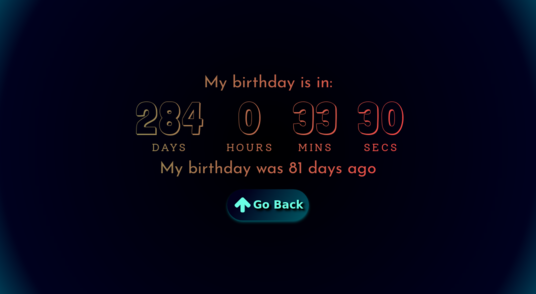 My birthday is in:
284 0 33 30
DAYS HOURS MINS SECS
My birthday was 81 days ago
Go Back